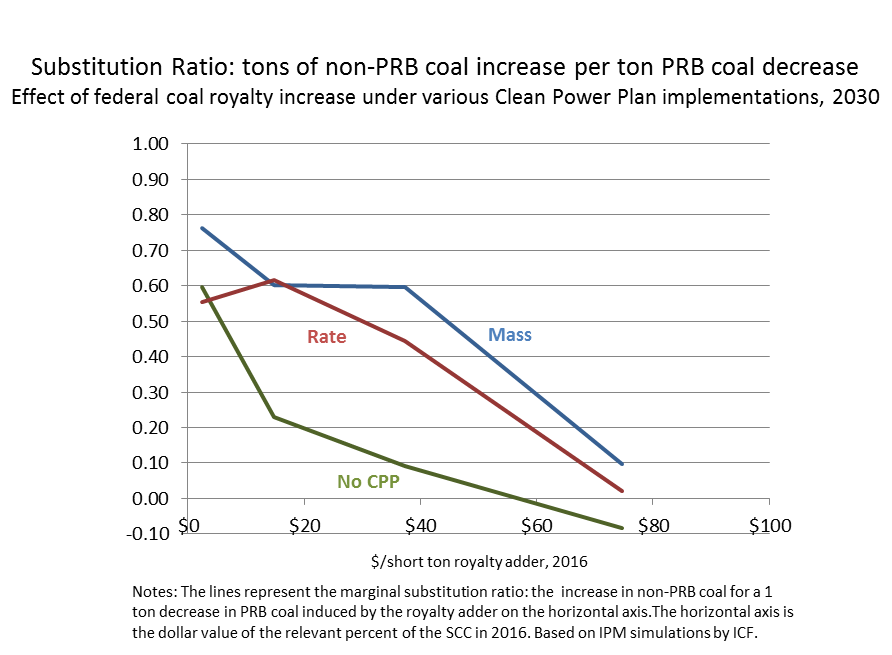 Substitution Ratio: tons of non-PRB coal increase per ton PRB coal decrease
Effect of federal coal royalty increase under various Clean Power Plan implementations, 2030
1.00
0.90
0.80
0.70
0.60
0.50
0.40
0.30
0.20
0.10
0.00
-0.10
Rate
Mass
No CPP
$0
$20
$40
$60
$80
$100
$/short ton royalty adder, 2016
Notes: The lines represent the marginal substitution ratio: the increase in non-PRB coal for a 1
ton decrease in PRB coal induced by the royalty adder on the horizontal axis.The horizontal axis is
the dollar value of the relevant percent of the SCC in 2016. Based on IPM simulations by ICF.